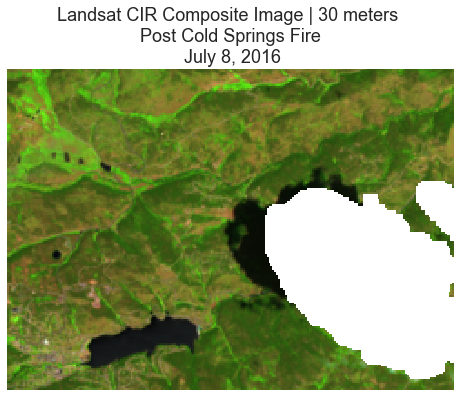 Landsat CIR Composite Image | 30 meters
Post Cold Springs Fire
July 8, 2016